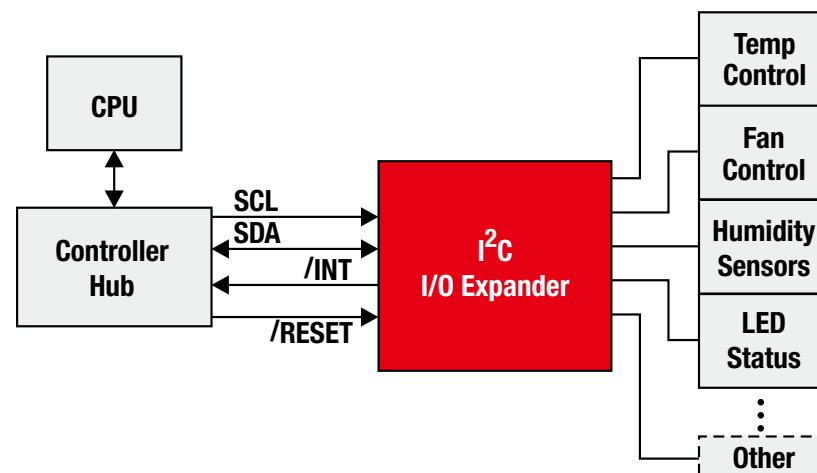 CPU
Controller
Hub
SCL
SDA
/INT
/RESET
I²C
I/O Expander
Temp
Control
Fan
Control
Humidity
Sensors
LED
Status
Other